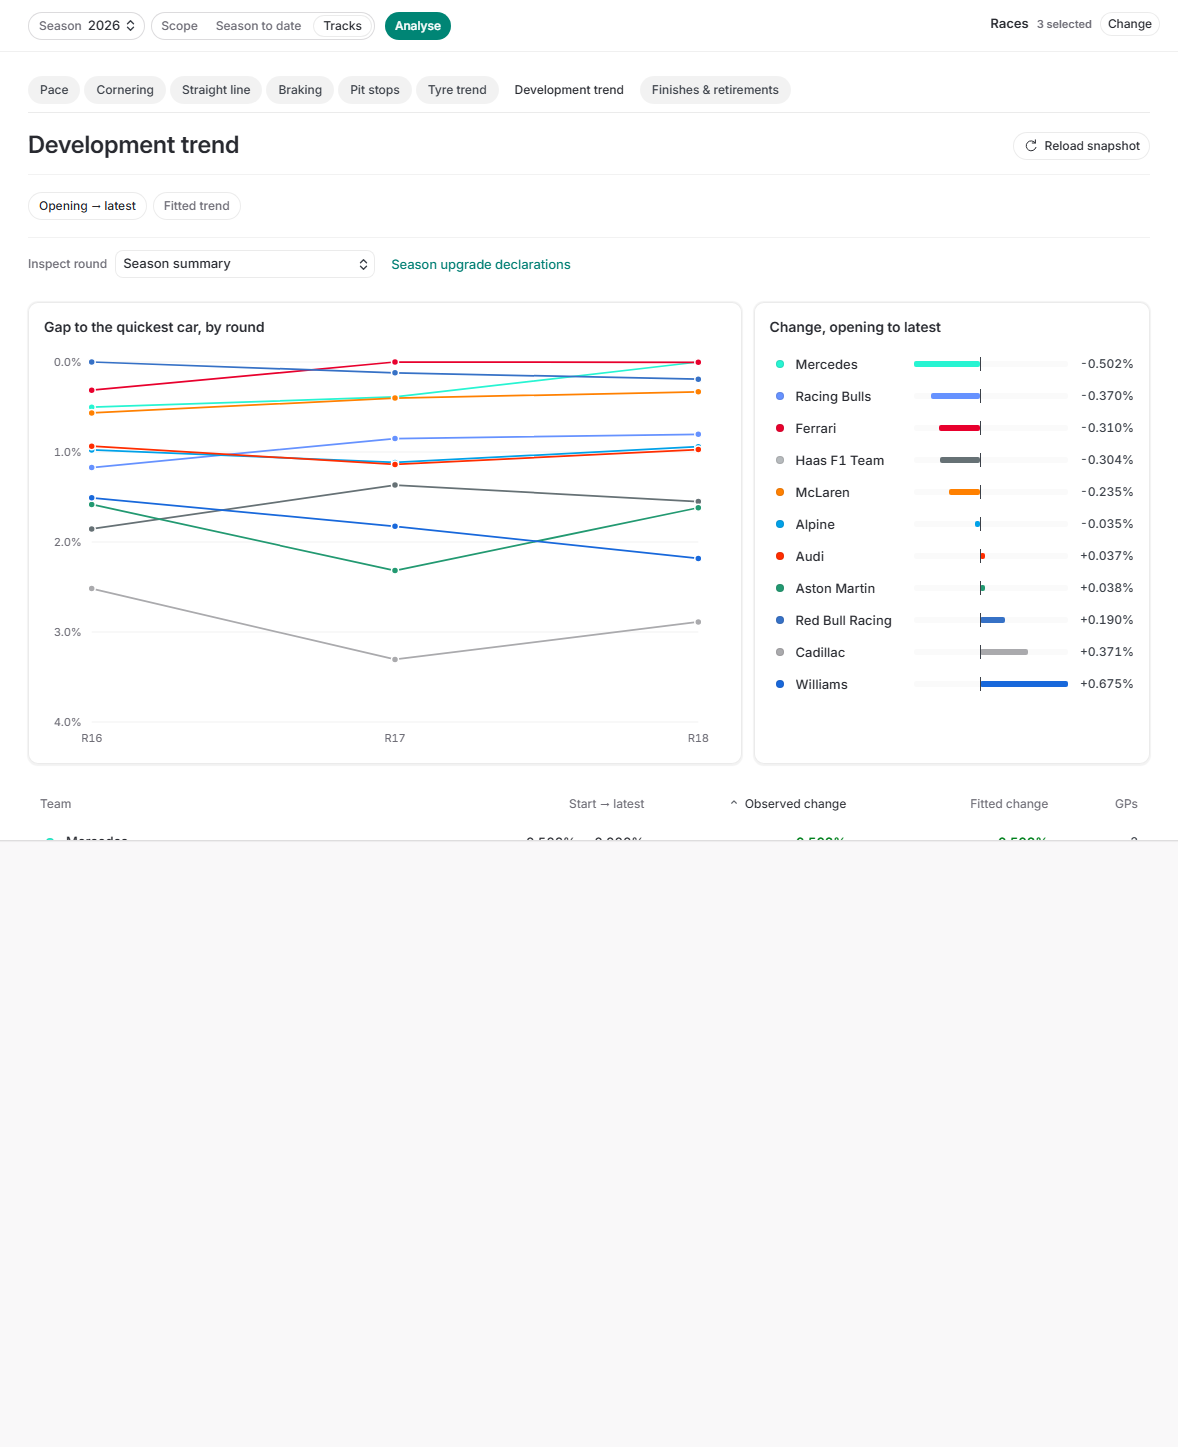 Season 2026
Scope Season to date Tracks
Analyse
Races 3 selected Change
Pace Cornering Straight line Braking Pit stops Tyre trend Development trend Finishes & retirements
Development trend
Reload snapshot
Opening → latest Fitted trend
Inspect round Season summary Season upgrade declarations
Gap to the quickest car, by round
0.0%
1.0%
2.0%
3.0%
4.0%
R16 R17 R18
Change, opening to latest
Mercedes -0.502%
Racing Bulls -0.370%
Ferrari -0.310%
Haas F1 Team -0.304%
McLaren -0.235%
Alpine -0.035%
Audi +0.037%
Aston Martin +0.038%
Red Bull Racing +0.190%
Cadillac +0.371%
Williams +0.675%
Team Start → latest Observed change Fitted change GPs
Mercedes